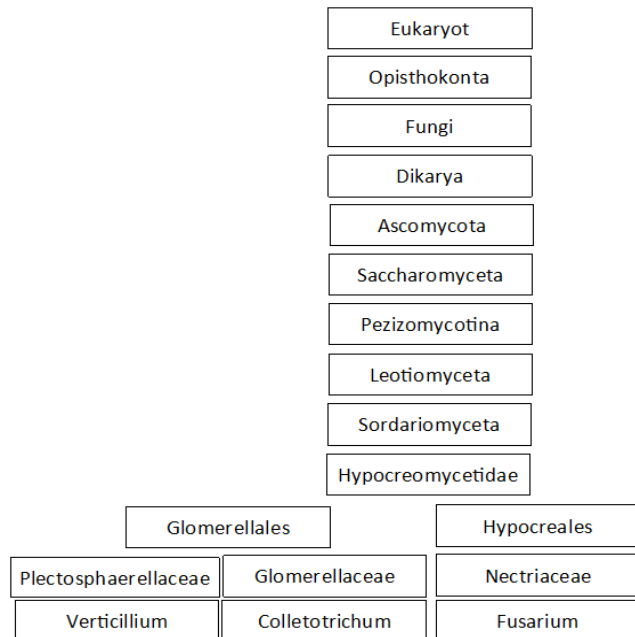 Eukaryot
Opisthokonta
Fungi
Dikarya
Ascomycota
Saccharomyceta
Pezizomycotina
Leotiomyceta
Sordariomyceta
Hypocreomycetidae
Glomerellales Hypocreales
Plectosphaerellaceae Glomerellaceae Nectriaceae
Verticillium Colletotrichum Fusarium